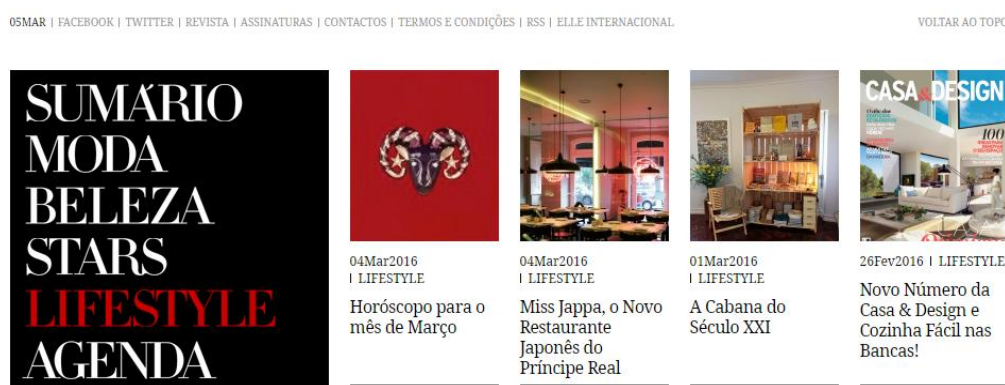 05MAR | FACEBOOK | TWITTER | REVISTA | ASSINATURAS | CONTACTOS | TERMOS E CONDIÇÕES | RSS | ELLE INTERNACIONAL
VOLTAR AO TOPO
SUMÁRIO
MODA
BELEZA
STARS
LIFESTYLE
AGENDA
04Mar2016
| LIFESTYLE
Horóscopo para o
mês de Março
04Mar2016
| LIFESTYLE
Miss Jappa, o Novo
Restaurante
Japonês do
Príncipe Real
01Mar2016
| LIFESTYLE
A Cabana do
Século XXI
CASA & DESIGN
100
26Fev2016 | LIFESTYLE
Novo Número da
Casa & Design e
Cozinha Fácil nas
Bancas!